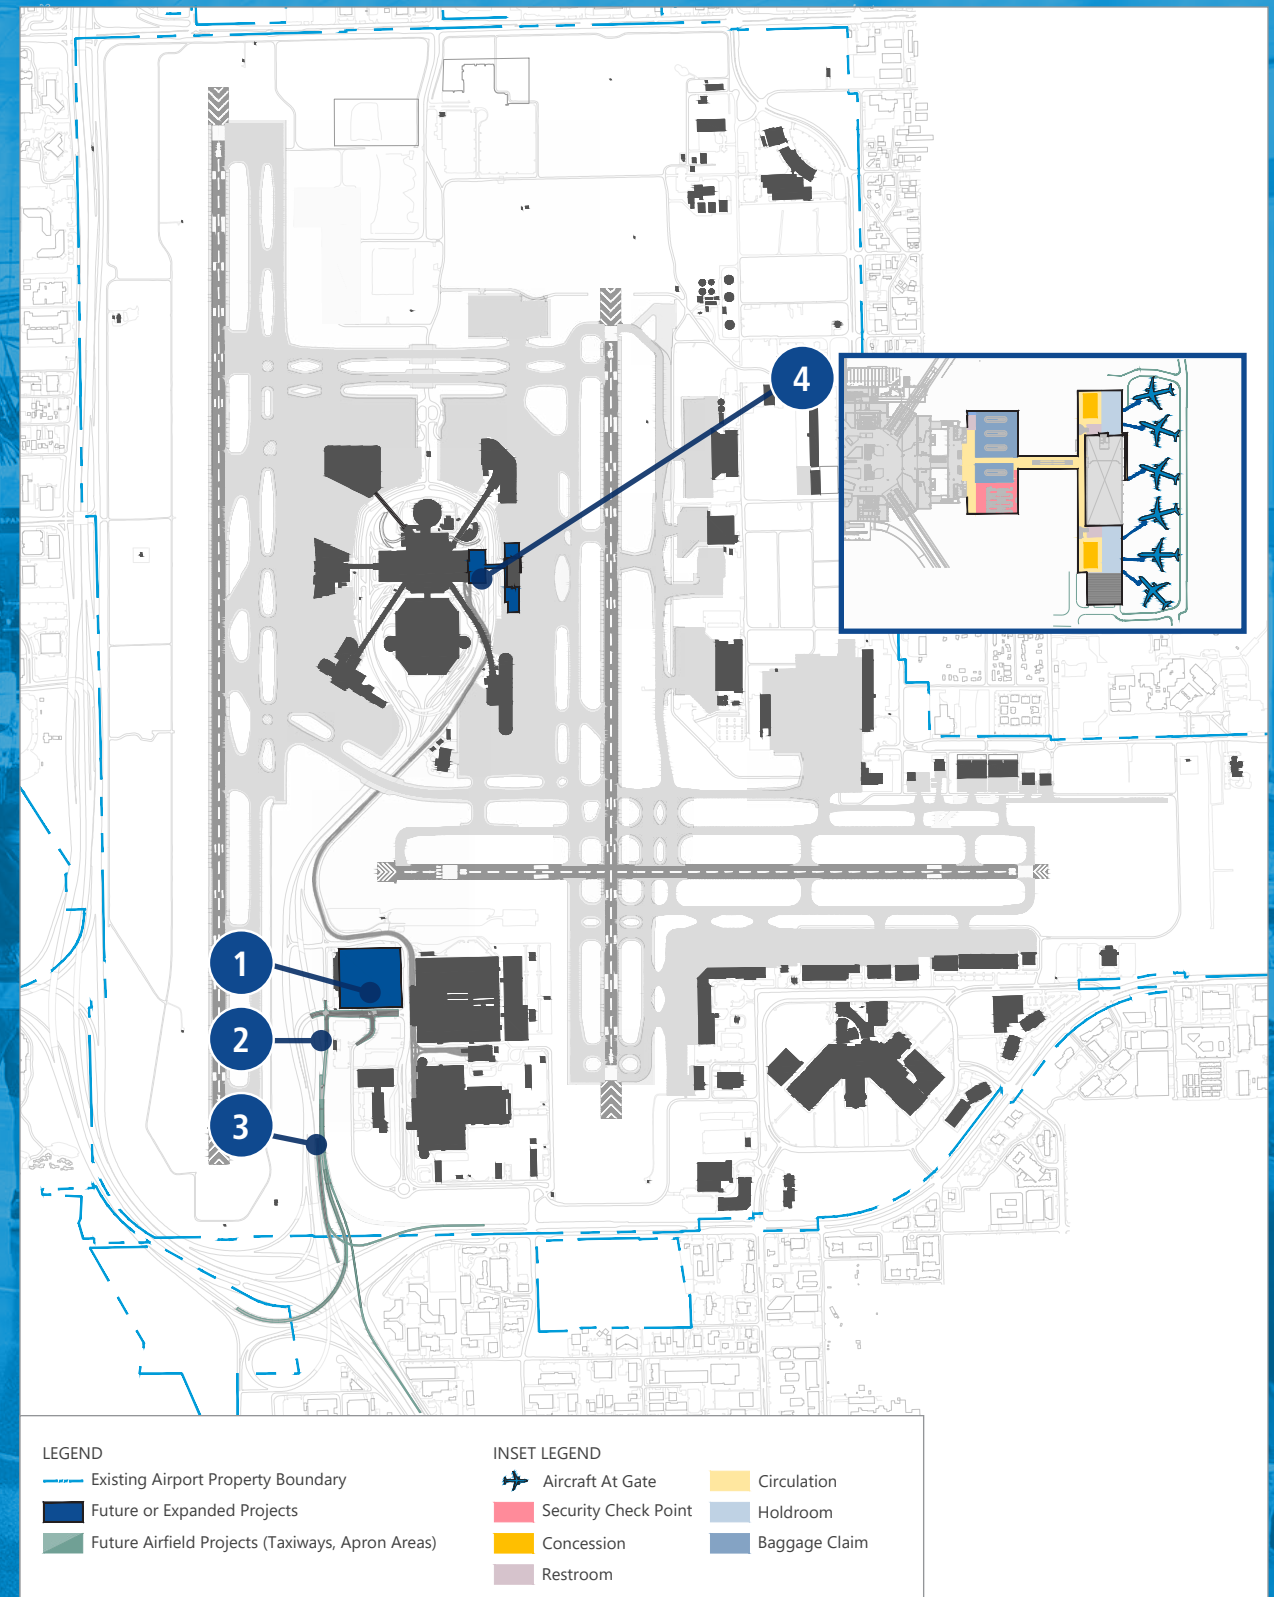 4
1
2
3
LEGEND
Existing Airport Property Boundary
Future or Expanded Projects
Future Airfield Projects (Taxiways, Apron Areas)
INSET LEGEND
Aircraft At Gate
Security Check Point
Concession
Restroom
Circulation
Holdroom
Baggage Claim